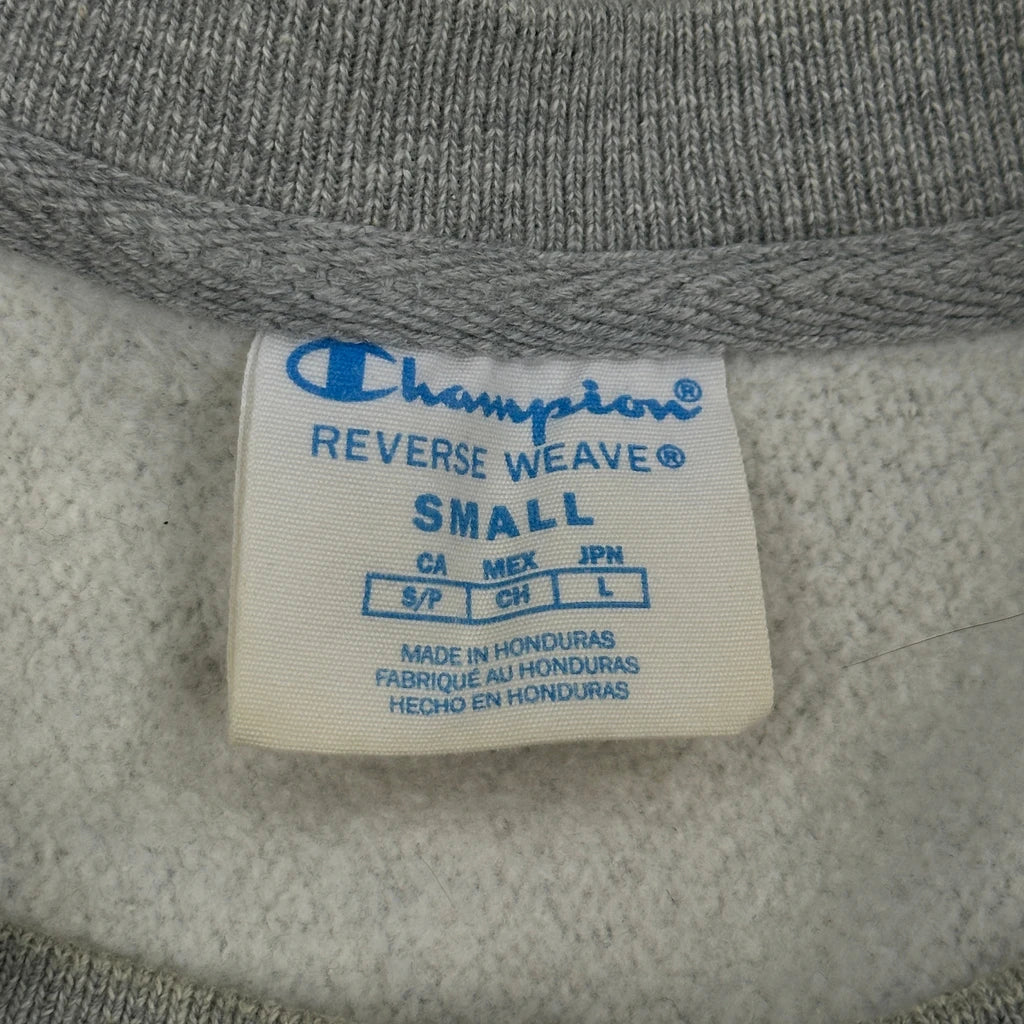 Champion®
REVERSE WEAVE®
SMALL
CA MEX JPN
S/P CH L
MADE IN HONDURAS
FABRIQUÉ AU HONDURAS
HECHO EN HONDURAS